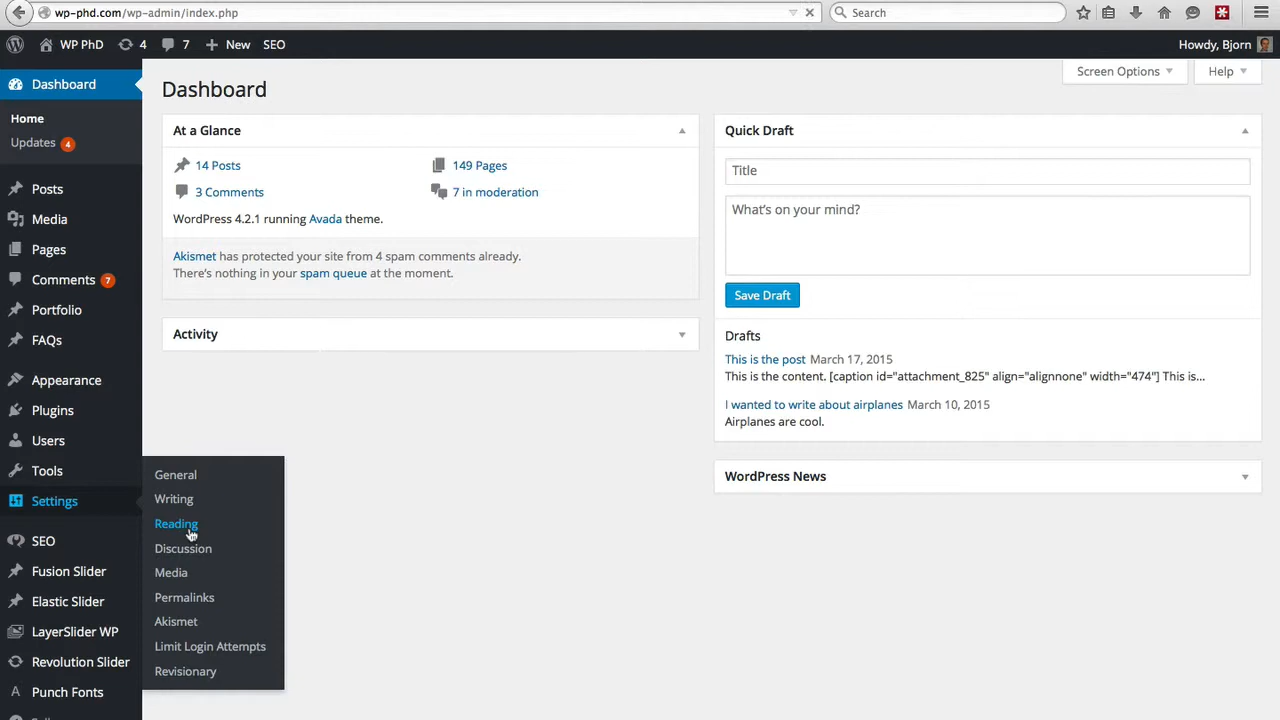 wp-phd.com/wp-admin/index.php
Search
WP PhD
4
7
New
SEO
Howdy, Bjorn
Dashboard
Home
Updates 4
Posts
Media
Pages
Comments 7
Portfolio
FAQs
Appearance
Plugins
Users
Tools
Settings
SEO
Fusion Slider
Elastic Slider
LayerSlider WP
Revolution Slider
Punch Fonts
General
Writing
Reading
Discussion
Media
Permalinks
Akismet
Limit Login Attempts
Revisionary
Screen Options
Help
Dashboard
At a Glance
14 Posts
149 Pages
3 Comments
7 in moderation
WordPress 4.2.1 running Avada theme.
Akismet has protected your site from 4 spam comments already.
There's nothing in your spam queue at the moment.
Activity
Quick Draft
Title
What's on your mind?
Save Draft
Drafts
This is the post March 17, 2015
This is the content. [caption id="attachment_825" align="alignnone" width="474"] This is...
I wanted to write about airplanes March 10, 2015
Airplanes are cool.
WordPress News